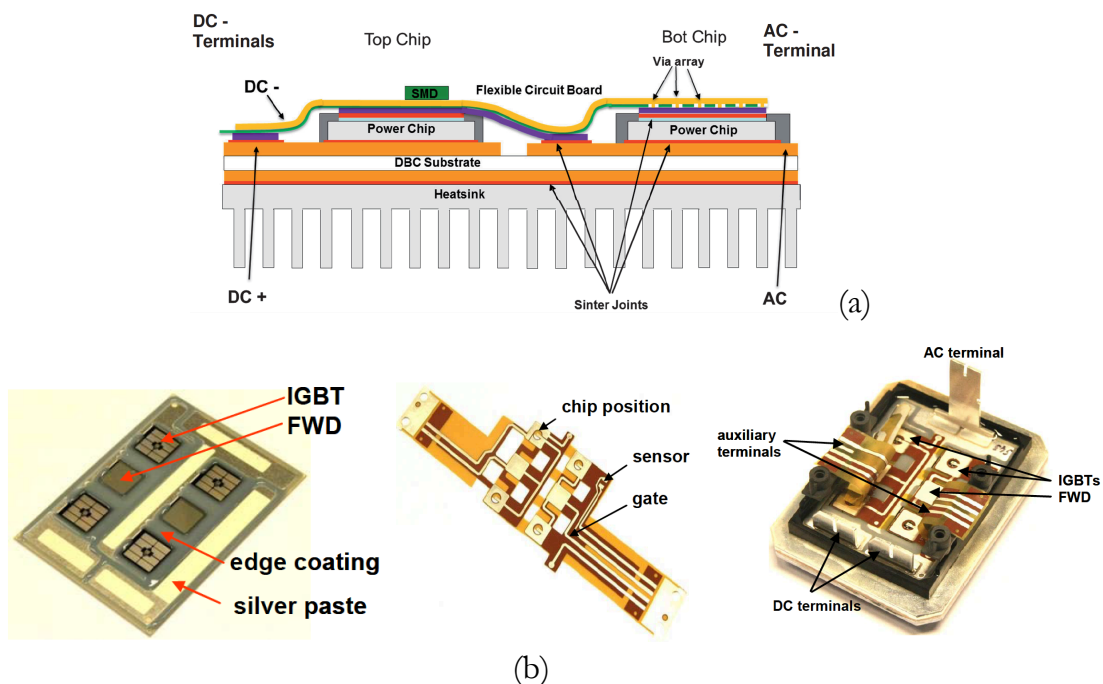 DC -
Terminals
Top Chip
Bot Chip
AC -
Terminal
Via array
DC -
SMD
Flexible Circuit Board
Power Chip
Power Chip
DBC Substrate
Heatsink
DC +
Sinter Joints
AC
(a)
AC terminal
IGBT
FWD
chip position
auxiliary
terminals
sensor
IGBTs
FWD
gate
edge coating
silver paste
DC terminals
(b)